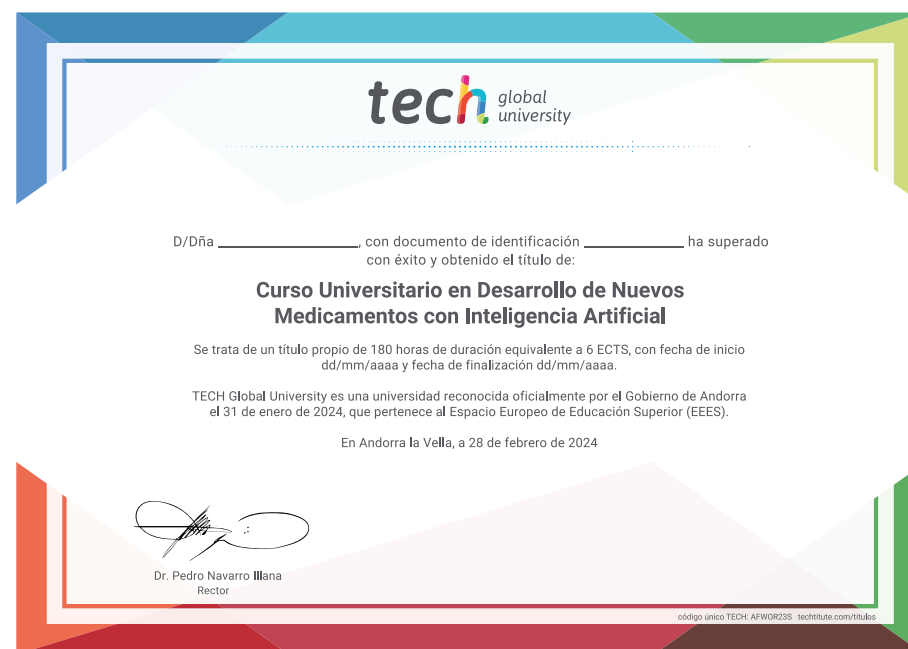 tech global university
D/Dña ____________, con documento de identificación ____________ ha superado
con éxito y obtenido el título de:
Curso Universitario en Desarrollo de Nuevos
Medicamentos con Inteligencia Artificial
Se trata de un título propio de 180 horas de duración equivalente a 6 ECTS, con fecha de inicio
dd/mm/aaaa y fecha de finalización dd/mm/aaaa.
TECH Global University es una universidad reconocida oficialmente por el Gobierno de Andorra
el 31 de enero de 2024, que pertenece al Espacio Europeo de Educación Superior (EEES).
En Andorra la Vella, a 28 de febrero de 2024
Dr. Pedro Navarro Illana
Rector
código único TECH: AFWOR23S techtitute.com/titulos